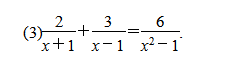 (3) 2/(x+1) + 3/(x−1) = 6/(x²−1).